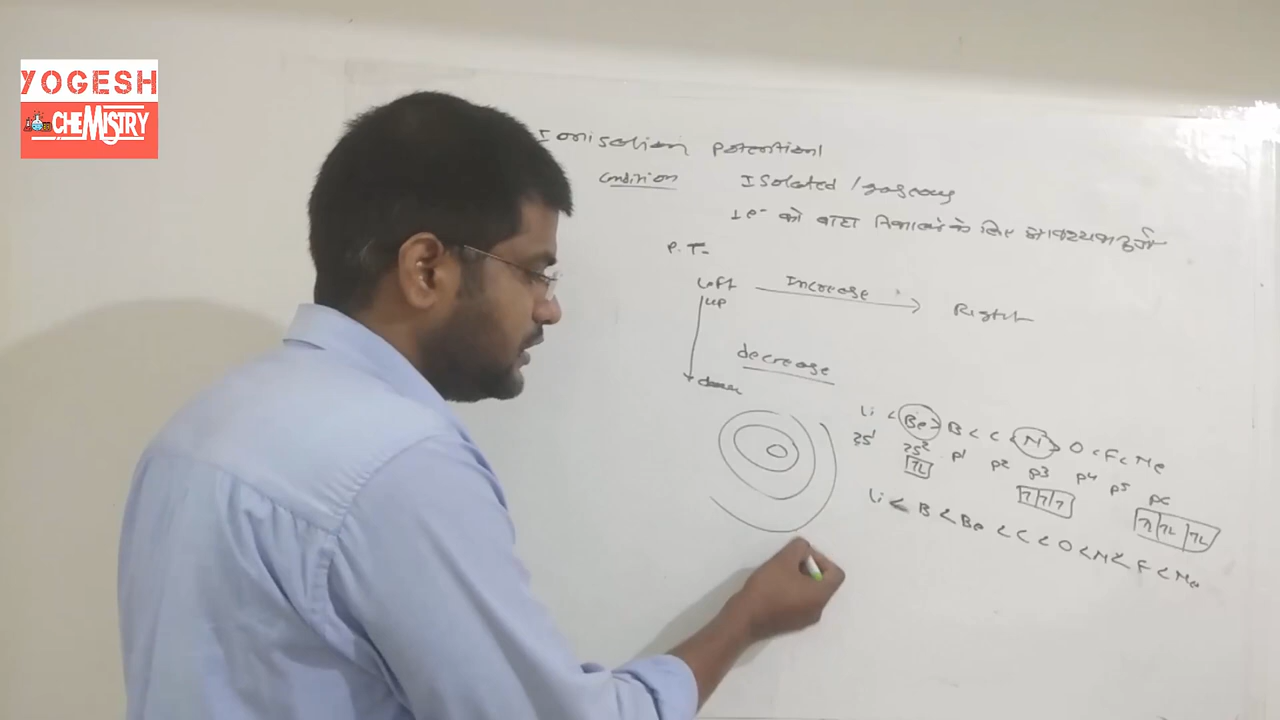 YOGESH
CHEMISTRY
Ionisation potential
Condition Isolated / gaseous
1 e⁻ को बाहर निकालने के लिए आवश्यक ऊर्जा
P.T.
Left Increase Right
up
decrease
down
Li < Be > B < C < N > O < F < Ne
2s¹ 2s² p1 p2 p3 p4 p5 p6
Li < B < Be < C < O < N < F < Ne